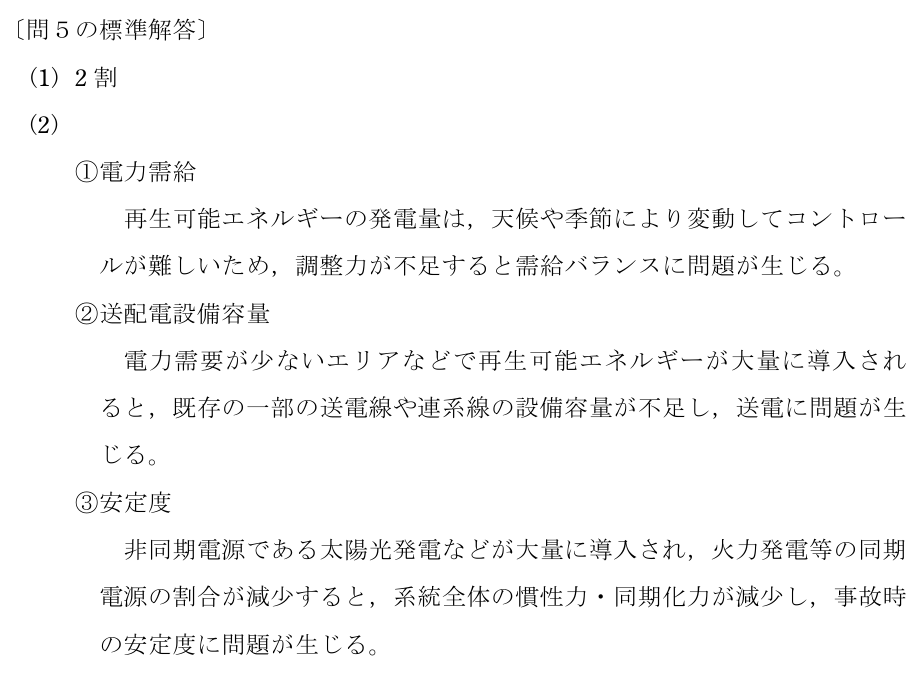 〔問５の標準解答〕
(1) 2 割
(2)
①電力需給
再生可能エネルギーの発電量は，天候や季節により変動してコントロー
ルが難しいため，調整力が不足すると需給バランスに問題が生じる。
②送配電設備容量
電力需要が少ないエリアなどで再生可能エネルギーが大量に導入され
ると，既存の一部の送電線や連系線の設備容量が不足し，送電に問題が生
じる。
③安定度
非同期電源である太陽光発電などが大量に導入され，火力発電等の同期
電源の割合が減少すると，系統全体の慣性力・同期化力が減少し，事故時
の安定度に問題が生じる。